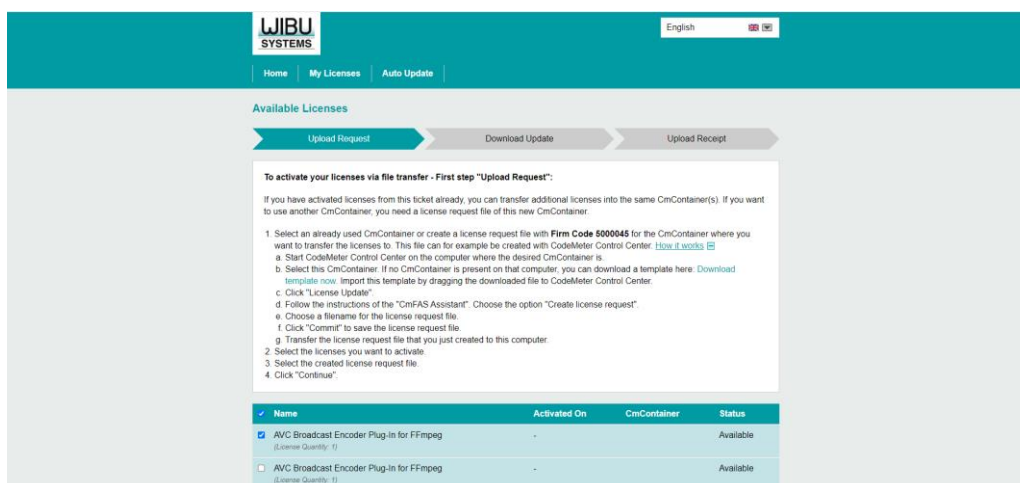 WIBU
SYSTEMS
English
Home
My Licenses
Auto Update
Available Licenses
Upload Request
Download Update
Upload Receipt
To activate your licenses via file transfer - First step "Upload Request":
If you have activated licenses from this ticket already, you can transfer additional licenses into the same CmContainer(s). If you want
to use another CmContainer, you need a license request file of this new CmContainer.
1. Select an already used CmContainer or create a license request file with Firm Code 5000045 for the CmContainer where you
want to transfer the licenses to. This file can for example be created with CodeMeter Control Center. How it works
a. Start CodeMeter Control Center on the computer where the desired CmContainer is.
b. Select this CmContainer. If no CmContainer is present on that computer, you can download a template here: Download
template now. Import this template by dragging the downloaded file to CodeMeter Control Center.
c. Click "License Update".
d. Follow the instructions of the "CmFAS Assistant". Choose the option "Create license request".
e. Choose a filename for the license request file.
f. Click "Commit" to save the license request file.
g. Transfer the license request file that you just created to this computer.
2. Select the licenses you want to activate.
3. Select the created license request file.
4. Click "Continue".
Name
Activated On
CmContainer
Status
AVC Broadcast Encoder Plug-In for FFmpeg
-
Available
(License Quantity: 1)
AVC Broadcast Encoder Plug-In for FFmpeg
-
Available
(License Quantity: 1)